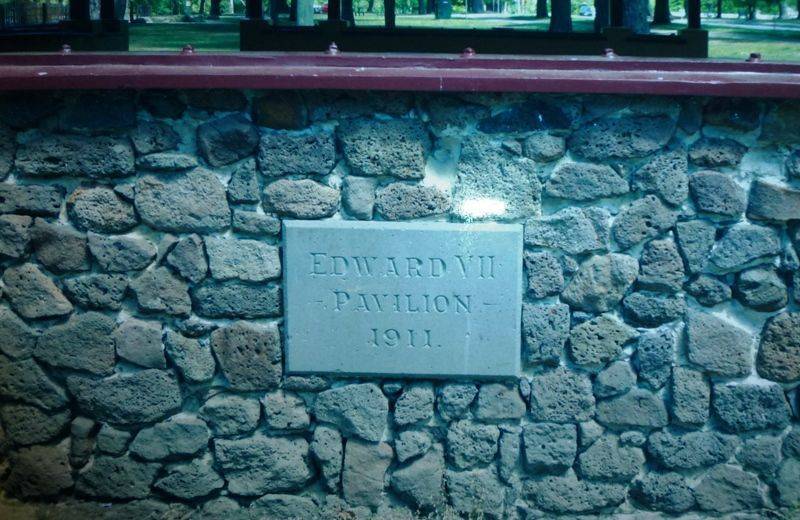 EDWARD VII
- PAVILION -
1911.